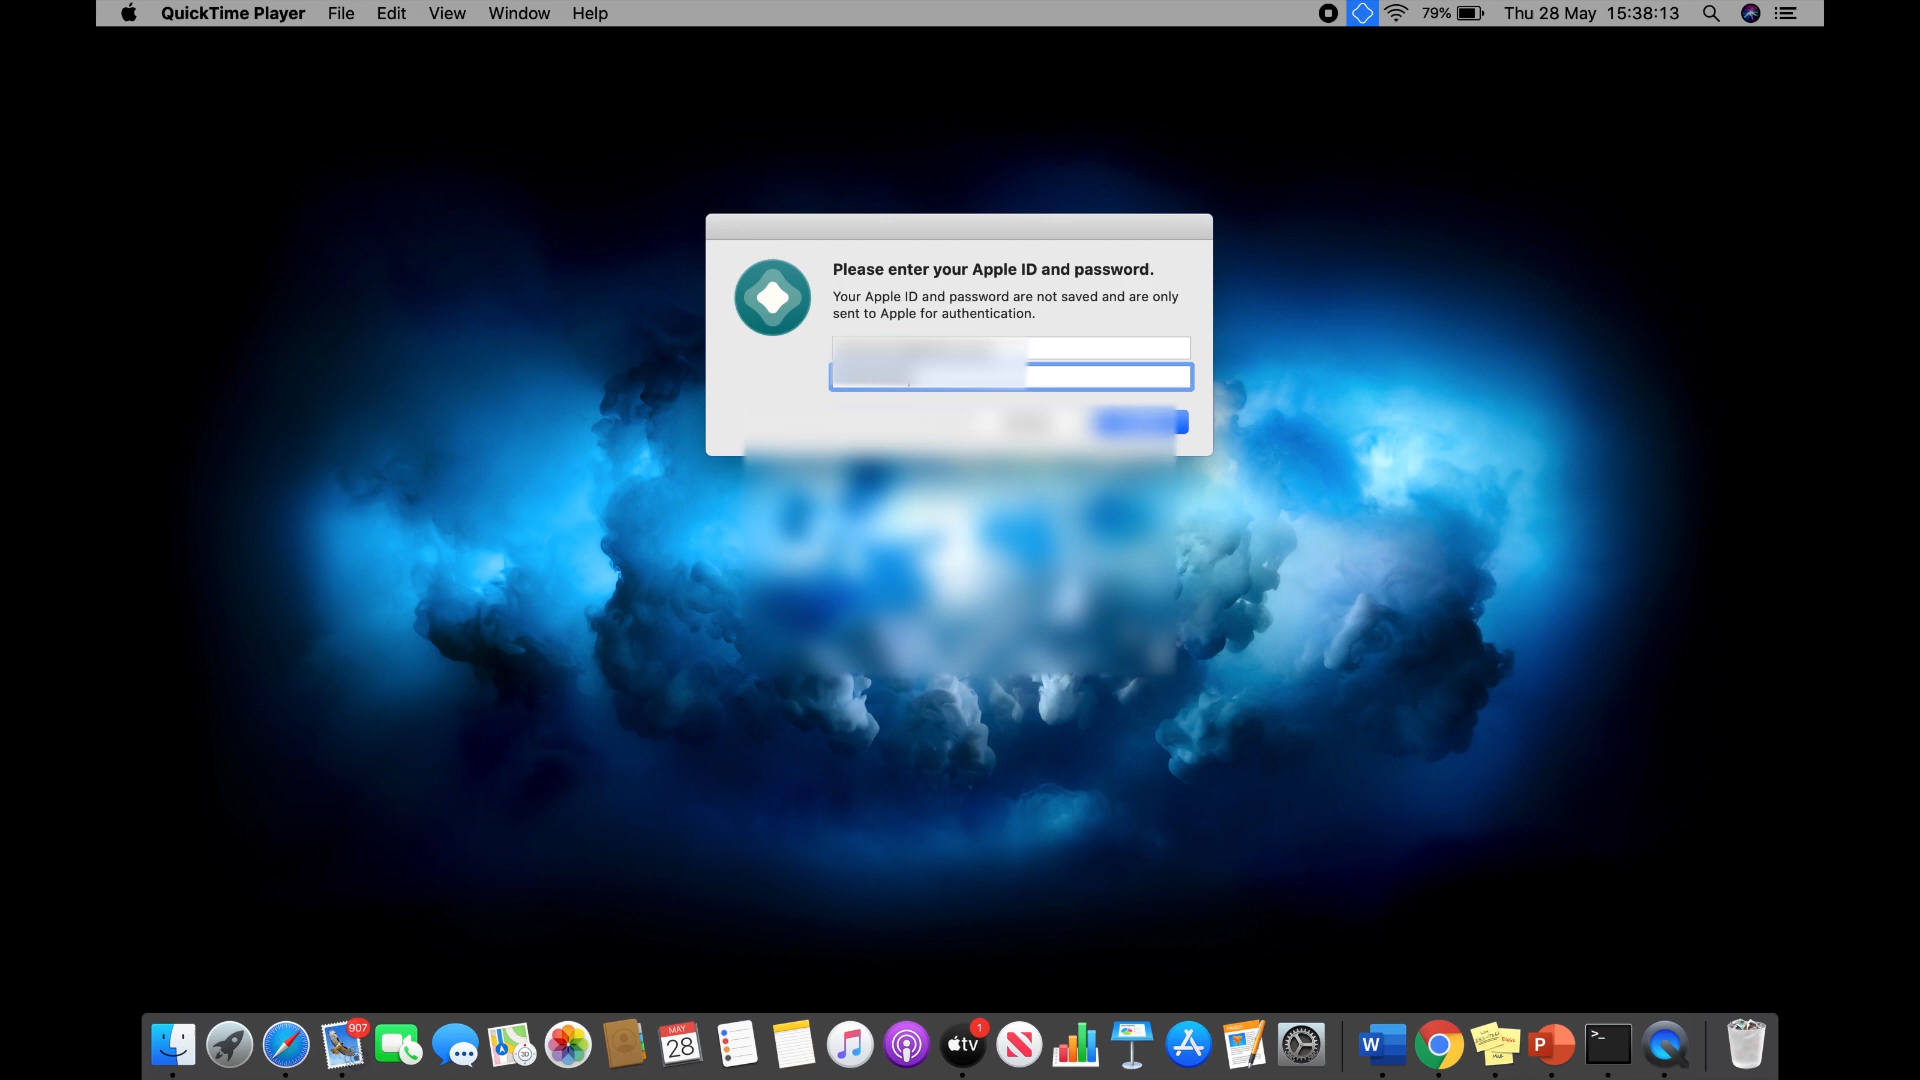 QuickTime Player File Edit View Window Help 79% Thu 28 May 15:38:13
Please enter your Apple ID and password.
Your Apple ID and password are not saved and are only
sent to Apple for authentication.
907
MAY
28
3D
1
tv
W
P
>_